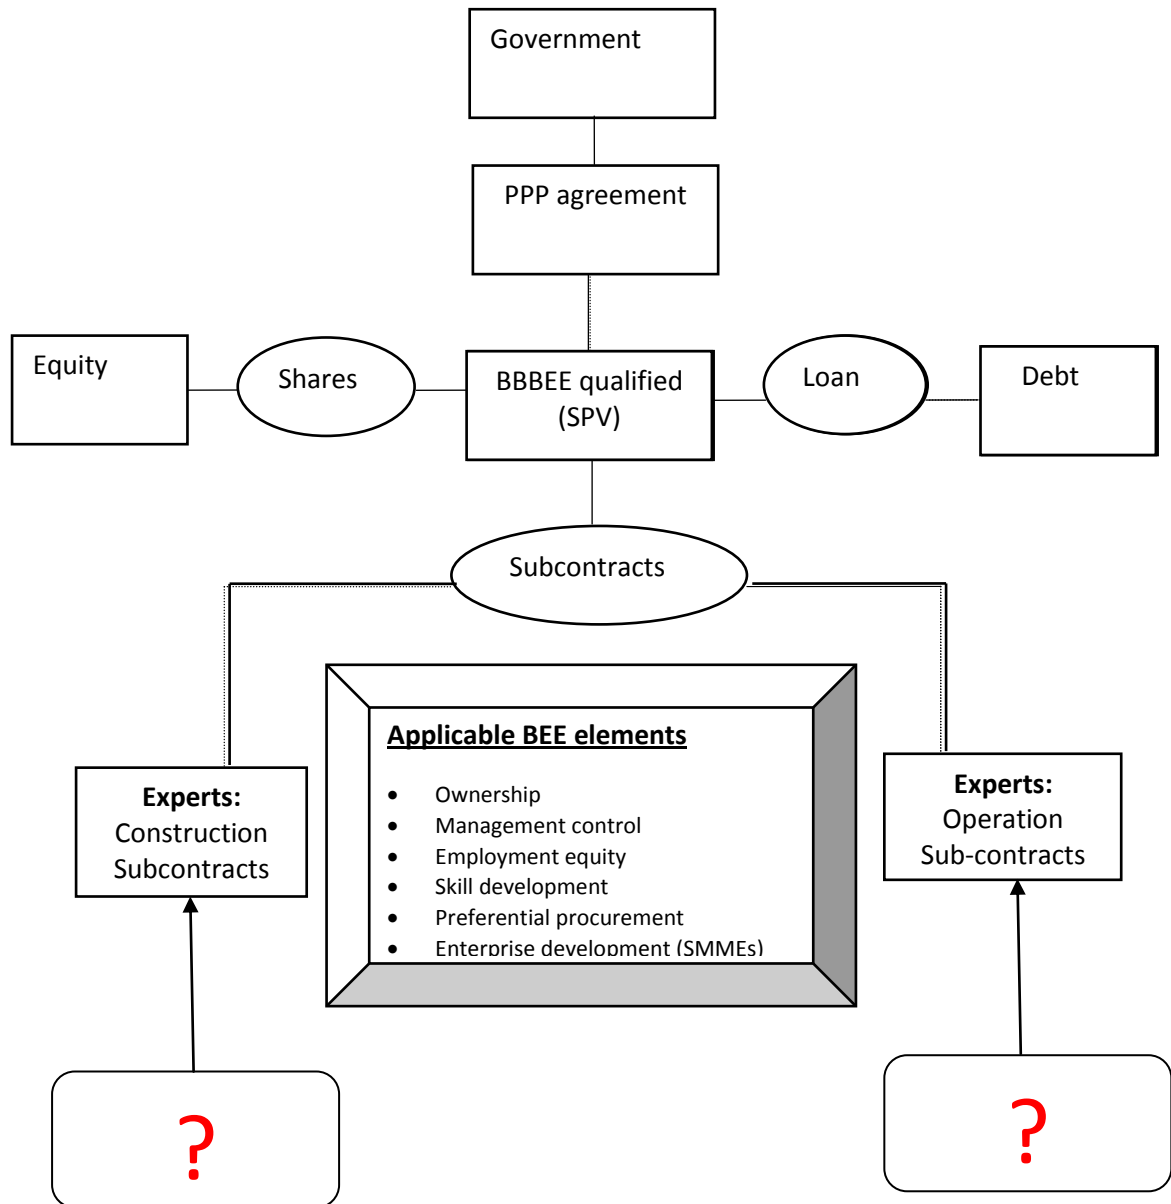 Government
PPP agreement
Equity
Shares
BBBEE qualified
(SPV)
Loan
Debt
Subcontracts
Applicable BEE elements
• Ownership
• Management control
• Employment equity
• Skill development
• Preferential procurement
• Enterprise development (SMMEs)
Experts:
Construction
Subcontracts
Experts:
Operation
Sub-contracts
?
?